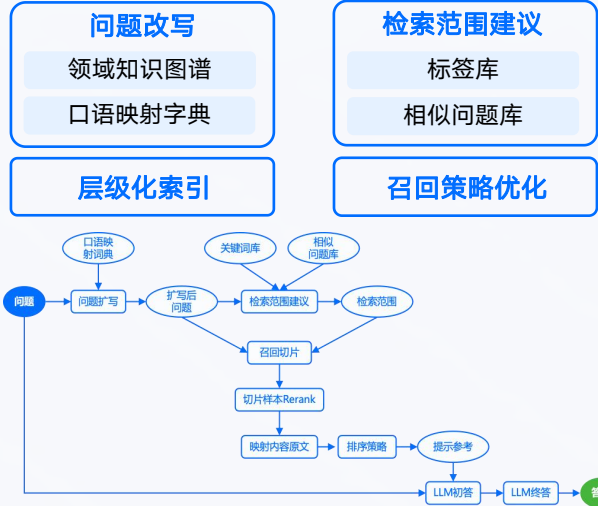 问题改写
检索范围建议
领域知识图谱
标签库
口语映射字典
相似问题库
层级化索引
召回策略优化
口语映
射词典
关键词库
相似
问题库
问题
问题扩写
扩写后
问题
检索范围建议
检索范围
召回切片
切片样本Rerank
映射内容原文
排序策略
提示参考
LLM初答
LLM终答
答